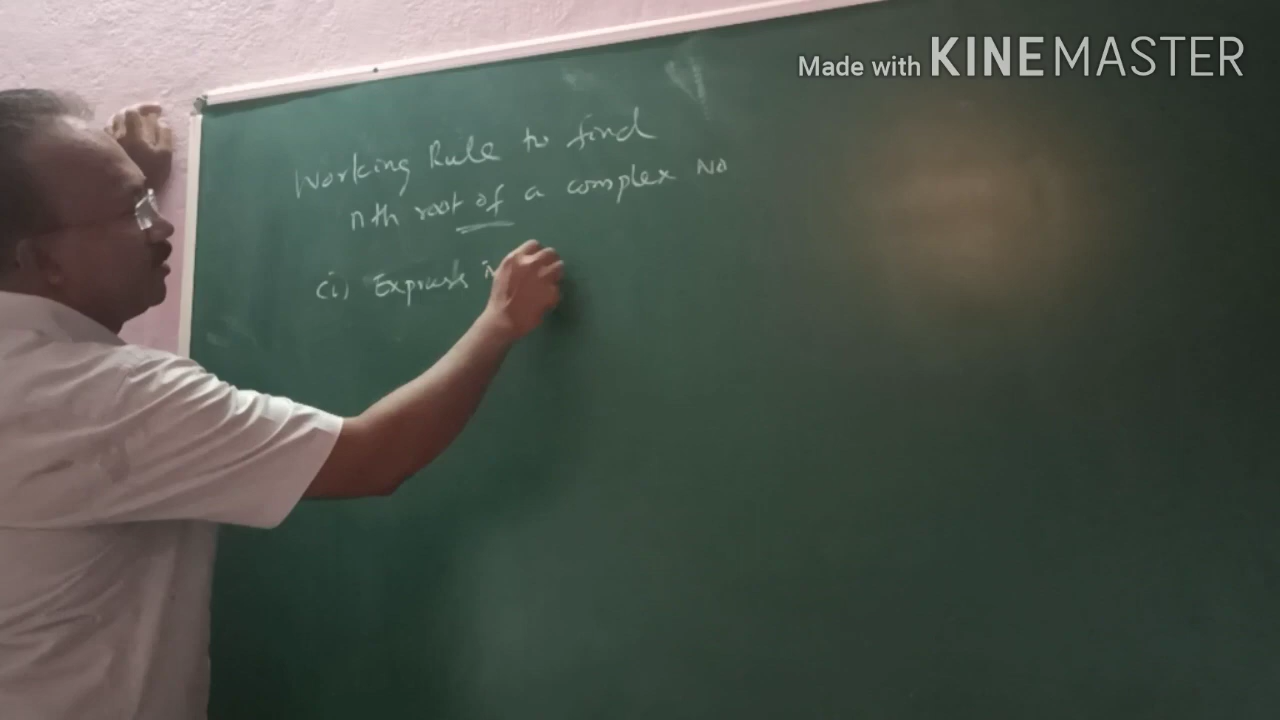 Made with KINEMASTER
Working Rule to find
nth root of a complex No
(i) Express